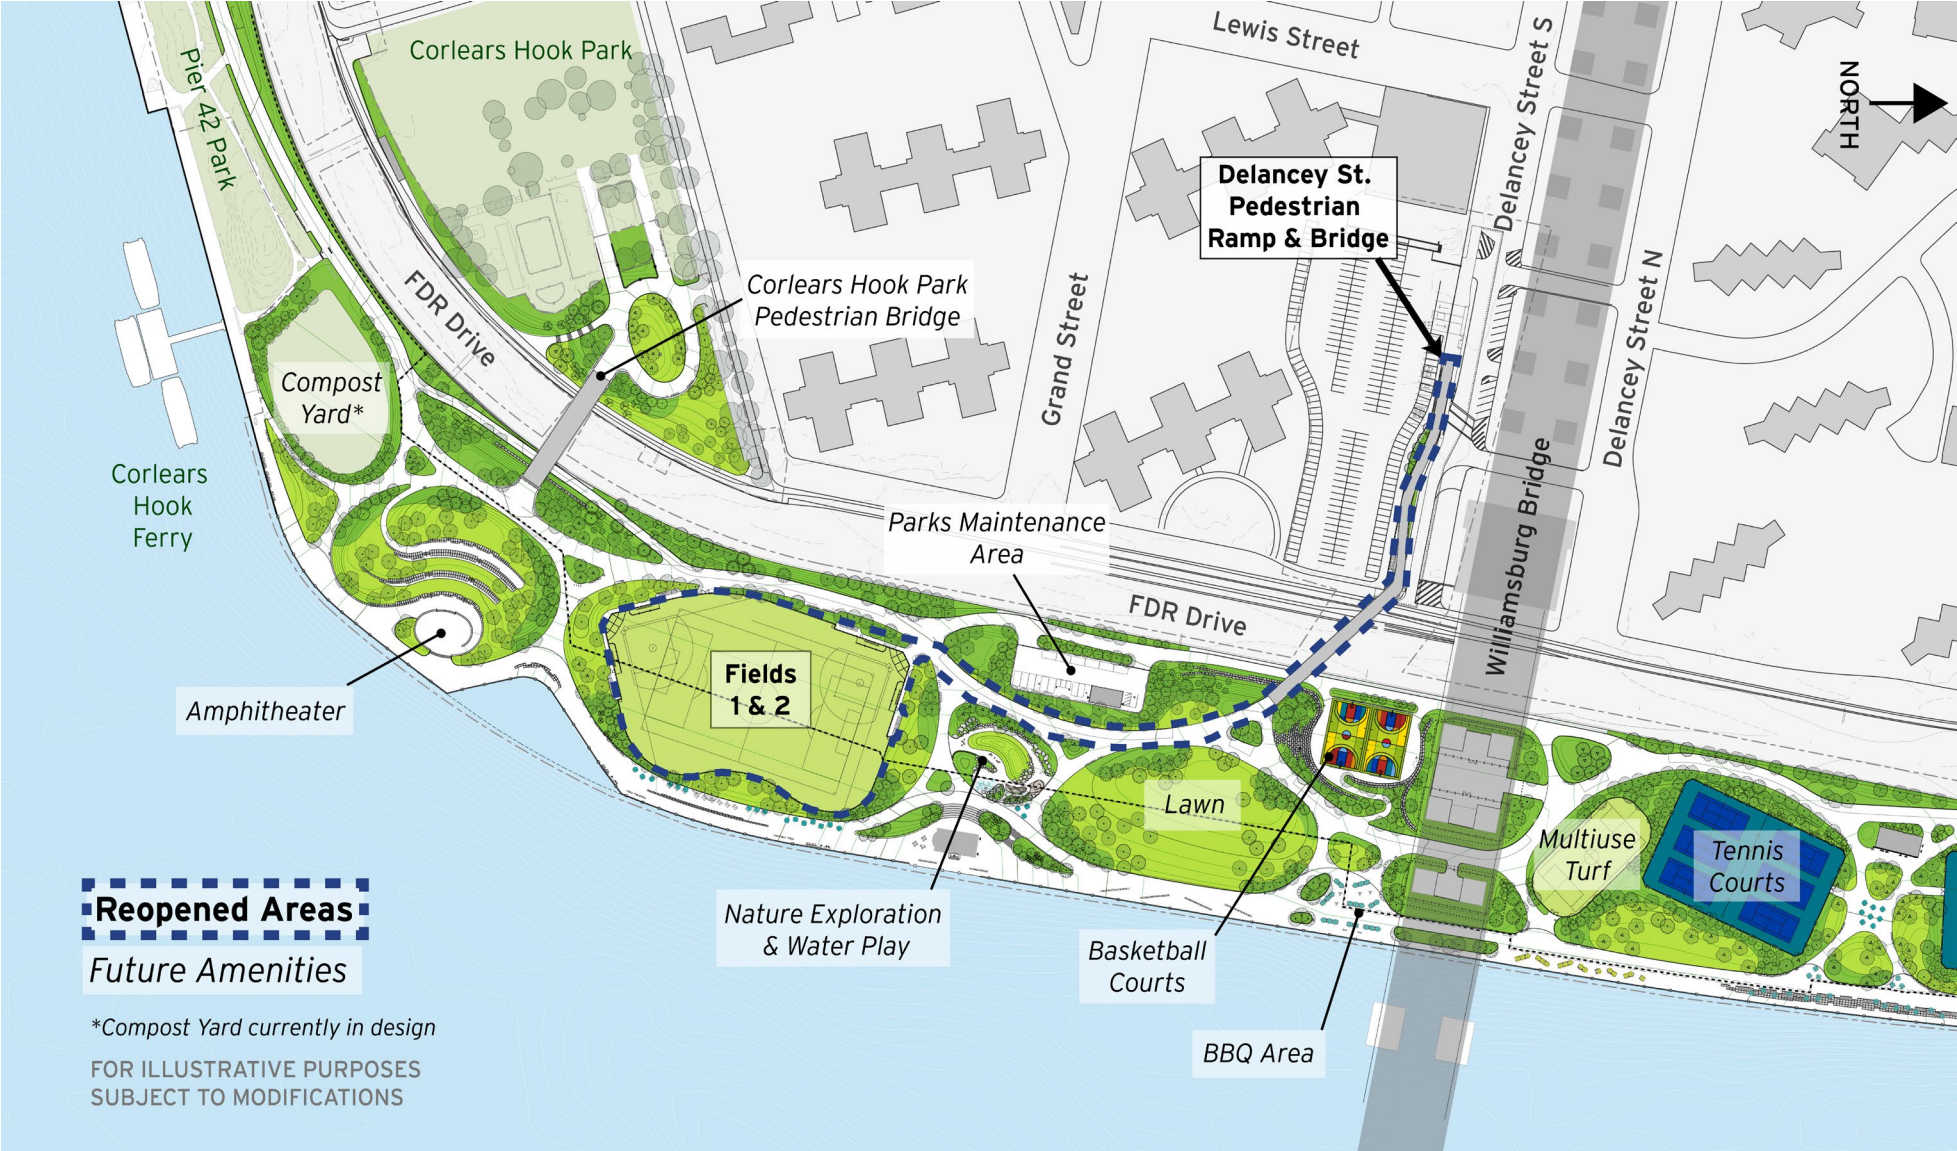 Corlears Hook Park
Lewis Street
Delancey Street S
NORTH
Pier 42 Park
Delancey St.
Pedestrian
Ramp & Bridge
FDR Drive
Corlears Hook Park
Pedestrian Bridge
Grand Street
Delancey Street N
Compost
Yard*
Corlears
Hook
Ferry
Parks Maintenance
Area
Williamsburg Bridge
FDR Drive
Fields
1 & 2
Amphitheater
Lawn
Multiuse
Turf
Tennis
Courts
Nature Exploration
& Water Play
Basketball
Courts
BBQ Area
Reopened Areas
Future Amenities
*Compost Yard currently in design
FOR ILLUSTRATIVE PURPOSES
SUBJECT TO MODIFICATIONS